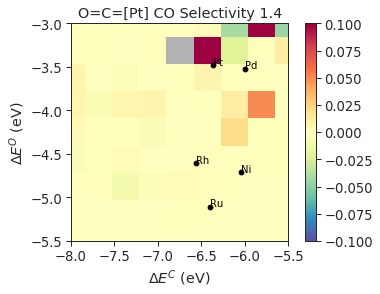 O=C=[Pt] CO Selectivity 1.4
−3.0
−3.5
−4.0
−4.5
−5.0
−5.5
ΔE^O (eV)
Pt
Pd
Rh
Ni
Ru
−8.0 −7.5 −7.0 −6.5 −6.0 −5.5
ΔE^C (eV)
0.100
0.075
0.050
0.025
0.000
−0.025
−0.050
−0.075
−0.100